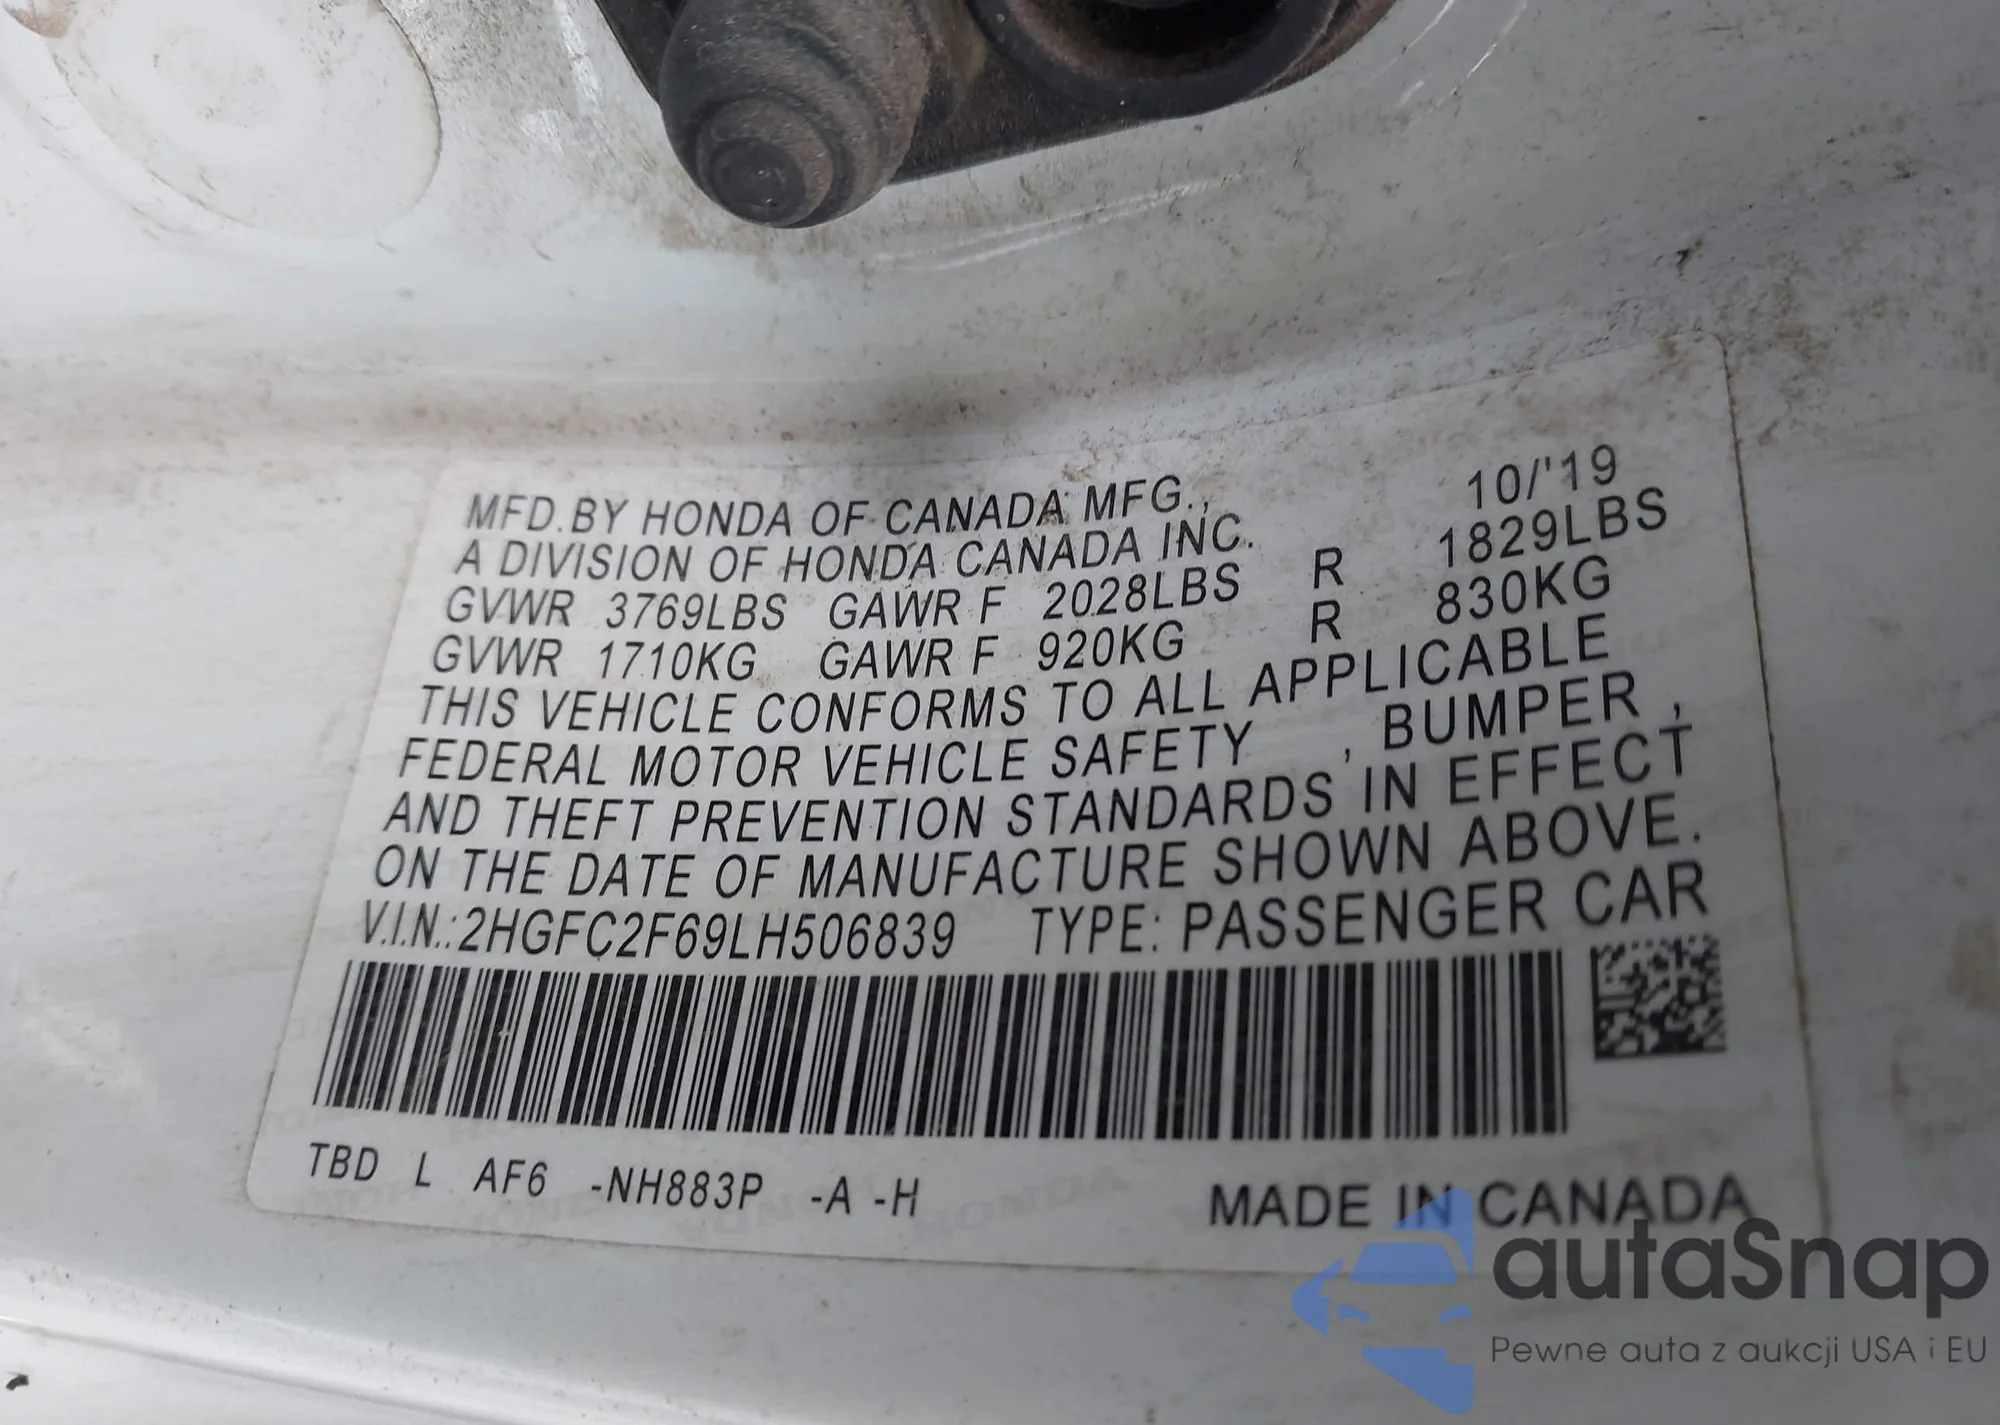 MFD.BY HONDA OF CANADA MFG., 10/'19
A DIVISION OF HONDA CANADA INC.
GVWR 3769LBS GAWR F 2028LBS R 1829LBS
GVWR 1710KG GAWR F 920KG R 830KG
THIS VEHICLE CONFORMS TO ALL APPLICABLE
FEDERAL MOTOR VEHICLE SAFETY , BUMPER ,
AND THEFT PREVENTION STANDARDS IN EFFECT
ON THE DATE OF MANUFACTURE SHOWN ABOVE.
V.I.N.:2HGFC2F69LH506839 TYPE: PASSENGER CAR
TBD L AF6 -NH883P -A -H
MADE IN CANADA
autaSnap
Pewne auta z aukcji USA i EU